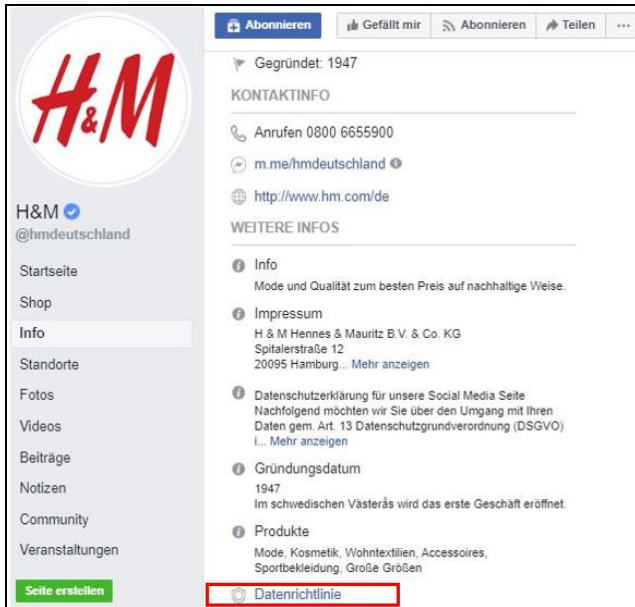 Abonnieren
Gefällt mir
Abonnieren
Teilen
...
H&M
H&M
@hmdeutschland
Startseite
Shop
Info
Standorte
Fotos
Videos
Beiträge
Notizen
Community
Veranstaltungen
Seite erstellen
Gegründet: 1947
KONTAKTINFO
Anrufen 0800 6655900
m.me/hmdeutschland
http://www.hm.com/de
WEITERE INFOS
Info
Mode und Qualität zum besten Preis auf nachhaltige Weise.
Impressum
H & M Hennes & Mauritz B.V. & Co. KG
Spitalerstraße 12
20095 Hamburg... Mehr anzeigen
Datenschutzerklärung für unsere Social Media Seite
Nachfolgend möchten wir Sie über den Umgang mit Ihren
Daten gem. Art. 13 Datenschutzgrundverordnung (DSGVO)
i... Mehr anzeigen
Gründungsdatum
1947
Im schwedischen Västerås wird das erste Geschäft eröffnet.
Produkte
Mode, Kosmetik, Wohntextilien, Accessoires,
Sportbekleidung, Große Größen
Datenrichtlinie